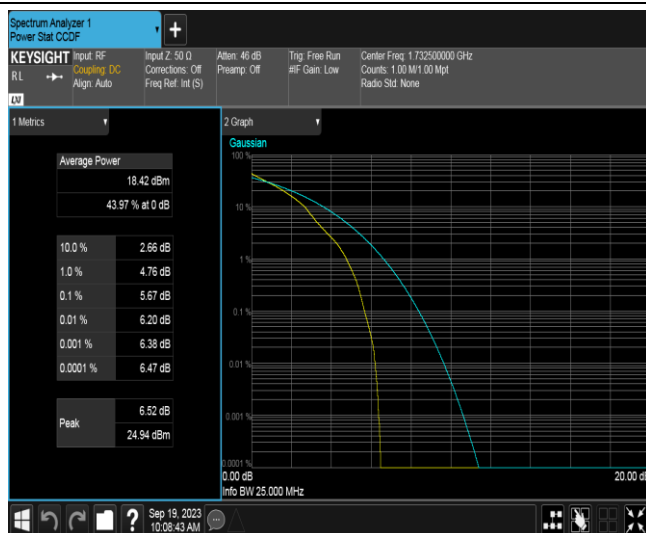 Spectrum Analyzer 1
Power Stat CCDF
+
KEYSIGHT Input: RF Input Z: 50 Ω Atten: 46 dB Trig: Free Run Center Freq: 1.732500000 GHz
RL Coupling: DC Corrections: Off Preamp: Off #IF Gain: Low Counts: 1.00 M/1.00 Mpt
Align: Auto Freq Ref: Int (S) Radio Std: None
LXI
1 Metrics
2 Graph
Average Power
18.42 dBm
43.97 % at 0 dB
10.0 % 2.66 dB
1.0 % 4.76 dB
0.1 % 5.67 dB
0.01 % 6.20 dB
0.001 % 6.38 dB
0.0001 % 6.47 dB
Peak 6.52 dB
24.94 dBm
Gaussian
100 %
10 %
1 %
0.1 %
0.01 %
0.001 %
0.0001 %
0.00 dB 20.00 dB
Info BW 25.000 MHz
? Sep 19, 2023
10:08:43 AM